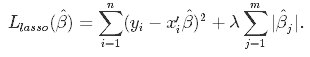 L_{lasso}(\hat{\beta}) = \sum_{i=1}^{n} (y_i - x_i'\hat{\beta})^2 + \lambda \sum_{j=1}^{m} |\hat{\beta}_j|.